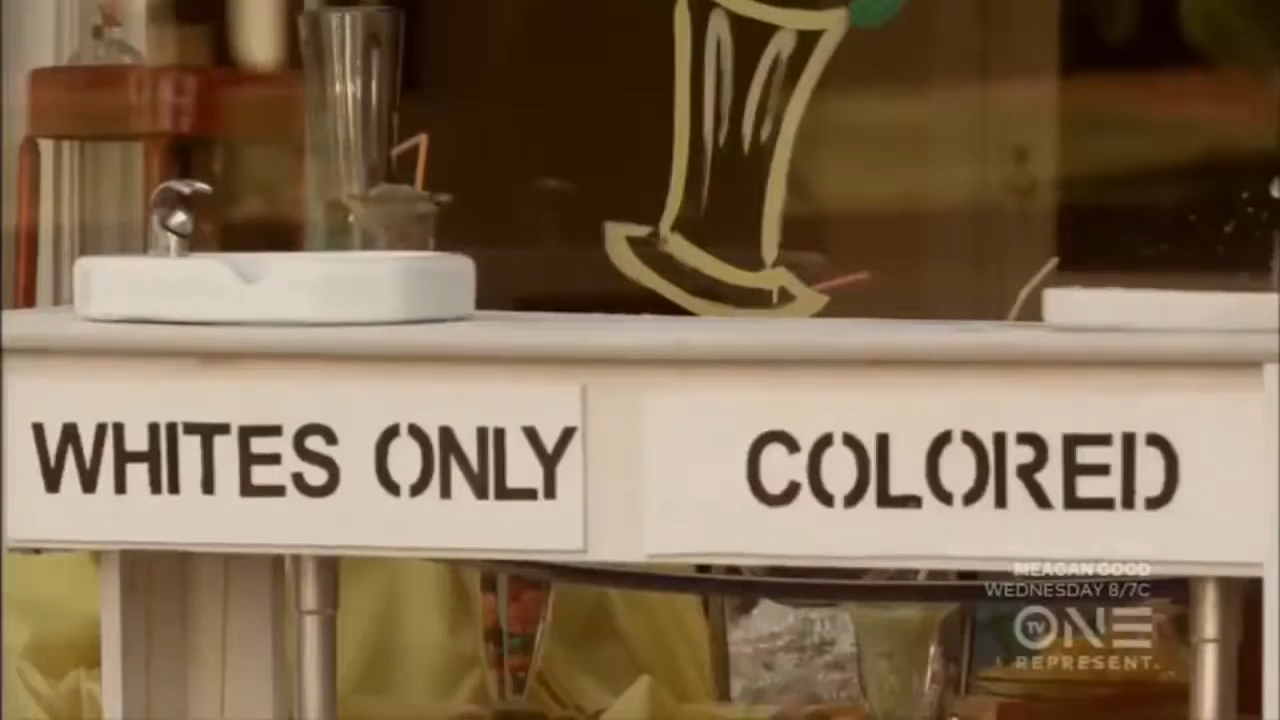 WHITES ONLY
COLORED
MEAGAN GOOD
WEDNESDAY 8/7C
TV ONE
REPRESENT.